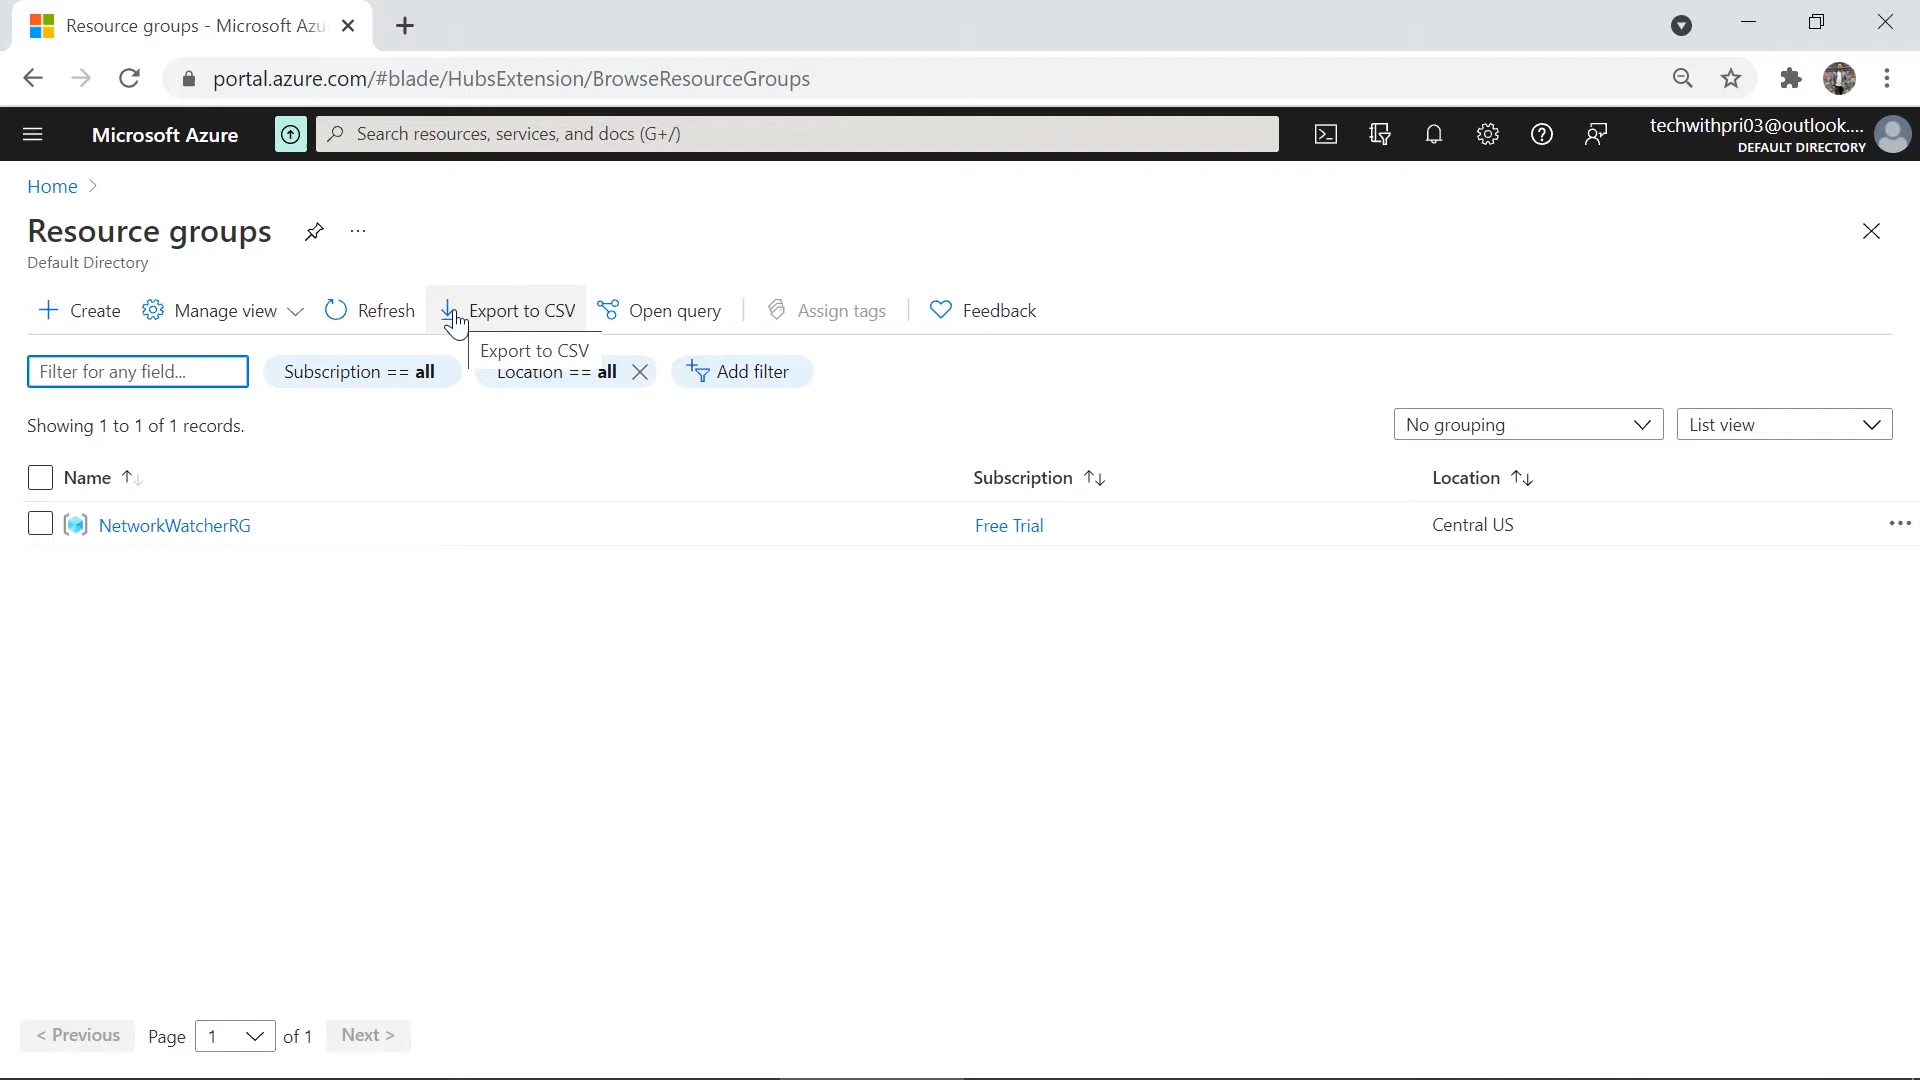 Resource groups - Microsoft Azu
portal.azure.com/#blade/HubsExtension/BrowseResourceGroups
Microsoft Azure
Search resources, services, and docs (G+/)
techwithpri03@outlook....
DEFAULT DIRECTORY
Home
Resource groups
Default Directory
Create
Manage view
Refresh
Export to CSV
Open query
Assign tags
Feedback
Export to CSV
Filter for any field...
Subscription == all
Location == all
Add filter
Showing 1 to 1 of 1 records.
No grouping
List view
Name
Subscription
Location
NetworkWatcherRG
Free Trial
Central US
< Previous
Page
1
of 1
Next >